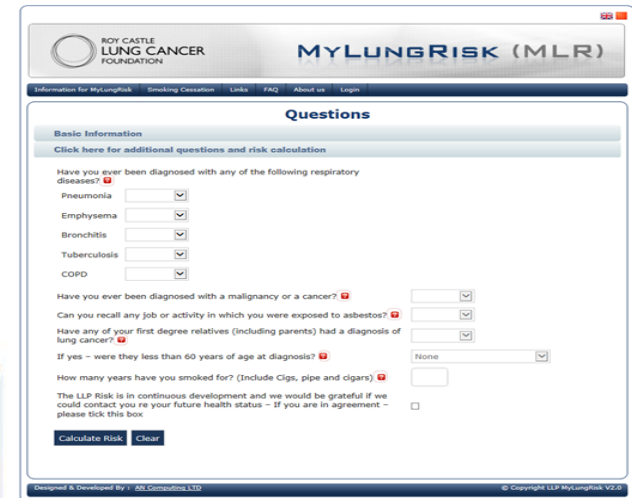 ROY CASTLE
LUNG CANCER
FOUNDATION
MYLUNGRISK (MLR)
Information for MyLungRisk Smoking Cessation Links FAQ About us Login
Questions
Basic Information
Click here for additional questions and risk calculation
Have you ever been diagnosed with any of the following respiratory
diseases? ?
Pneumonia
Emphysema
Bronchitis
Tuberculosis
COPD
Have you ever been diagnosed with a malignancy or a cancer? ?
Can you recall any job or activity in which you were exposed to asbestos? ?
Have any of your first degree relatives (including parents) had a diagnosis of
lung cancer? ?
If yes – were they less than 60 years of age at diagnosis? ? None
How many years have you smoked for? (Include Cigs, pipe and cigars) ?
The LLP Risk is in continuous development and we would be grateful if we
could contact you re your future health status – If you are in agreement –
please tick this box
Calculate Risk Clear
Designed & Developed By : AN Computing LTD © Copyright LLP MyLungRisk V2.0